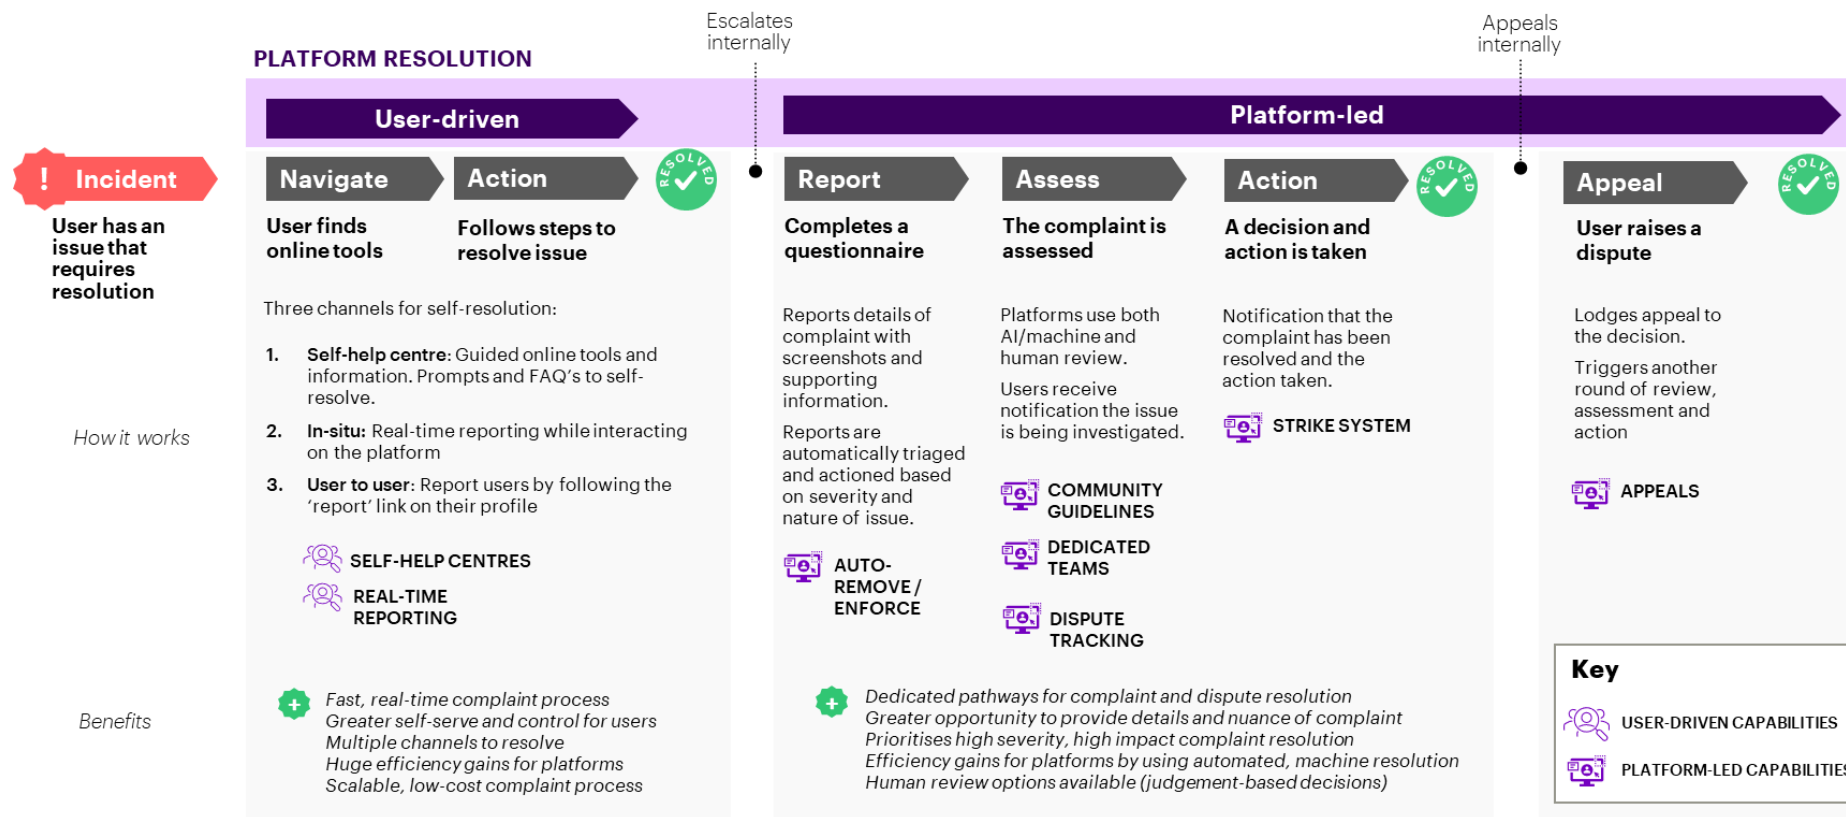 Escalates
internally
Appeals
internally
PLATFORM RESOLUTION
User-driven
Platform-led
! Incident
User has an
issue that
requires
resolution
Navigate
User finds
online tools
Action
Follows steps to
resolve issue
RESOLVED
Three channels for self-resolution:
1. Self-help centre: Guided online tools and
information. Prompts and FAQ's to self-
resolve.
2. In-situ: Real-time reporting while interacting
on the platform
3. User to user: Report users by following the
'report' link on their profile
SELF-HELP CENTRES
REAL-TIME
REPORTING
Report
Completes a
questionnaire
Reports details of
complaint with
screenshots and
supporting
information.
Reports are
automatically triaged
and actioned based
on severity and
nature of issue.
AUTO-
REMOVE /
ENFORCE
Assess
The complaint is
assessed
Platforms use both
AI/machine and
human review.
Users receive
notification the issue
is being investigated.
COMMUNITY
GUIDELINES
DEDICATED
TEAMS
DISPUTE
TRACKING
Action
A decision and
action is taken
RESOLVED
Notification that the
complaint has been
resolved and the
action taken.
STRIKE SYSTEM
Appeal
User raises a
dispute
RESOLVED
Lodges appeal to
the decision.
Triggers another
round of review,
assessment and
action
APPEALS
How it works
Benefits
+
Fast, real-time complaint process
Greater self-serve and control for users
Multiple channels to resolve
Huge efficiency gains for platforms
Scalable, low-cost complaint process
+
Dedicated pathways for complaint and dispute resolution
Greater opportunity to provide details and nuance of complaint
Prioritises high severity, high impact complaint resolution
Efficiency gains for platforms by using automated, machine resolution
Human review options available (judgement-based decisions)
Key
USER-DRIVEN CAPABILITIES
PLATFORM-LED CAPABILITIES